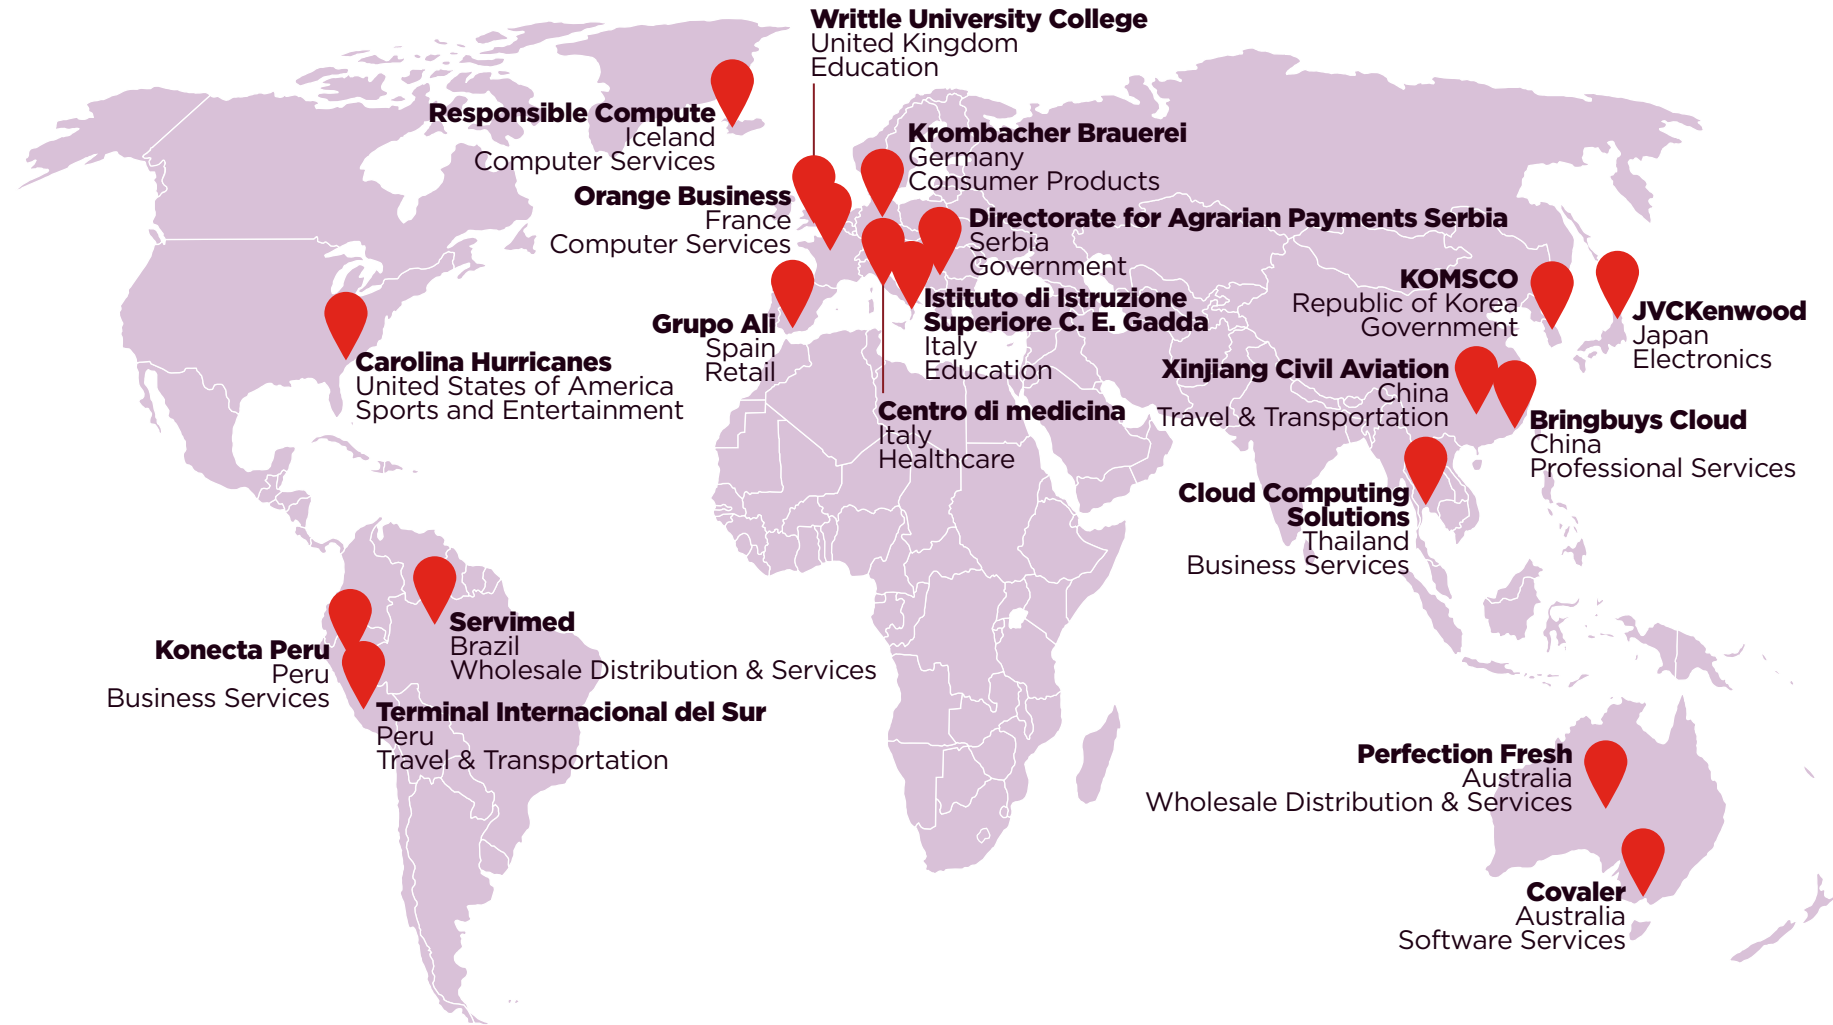 Writtle University College
United Kingdom
Education
Responsible Compute
Iceland
Computer Services
Krombacher Brauerei
Germany
Consumer Products
Orange Business
France
Computer Services
Directorate for Agrarian Payments Serbia
Serbia
Government
KOMSCO
Republic of Korea
Government
JVCKenwood
Japan
Electronics
Istituto di Istruzione
Superiore C. E. Gadda
Italy
Education
Grupo Ali
Spain
Retail
Carolina Hurricanes
United States of America
Sports and Entertainment
Xinjiang Civil Aviation
China
Travel & Transportation
Centro di medicina
Italy
Healthcare
Bringbuys Cloud
China
Professional Services
Cloud Computing
Solutions
Thailand
Business Services
Servimed
Brazil
Wholesale Distribution & Services
Konecta Peru
Peru
Business Services
Terminal Internacional del Sur
Peru
Travel & Transportation
Perfection Fresh
Australia
Wholesale Distribution & Services
Covaler
Australia
Software Services